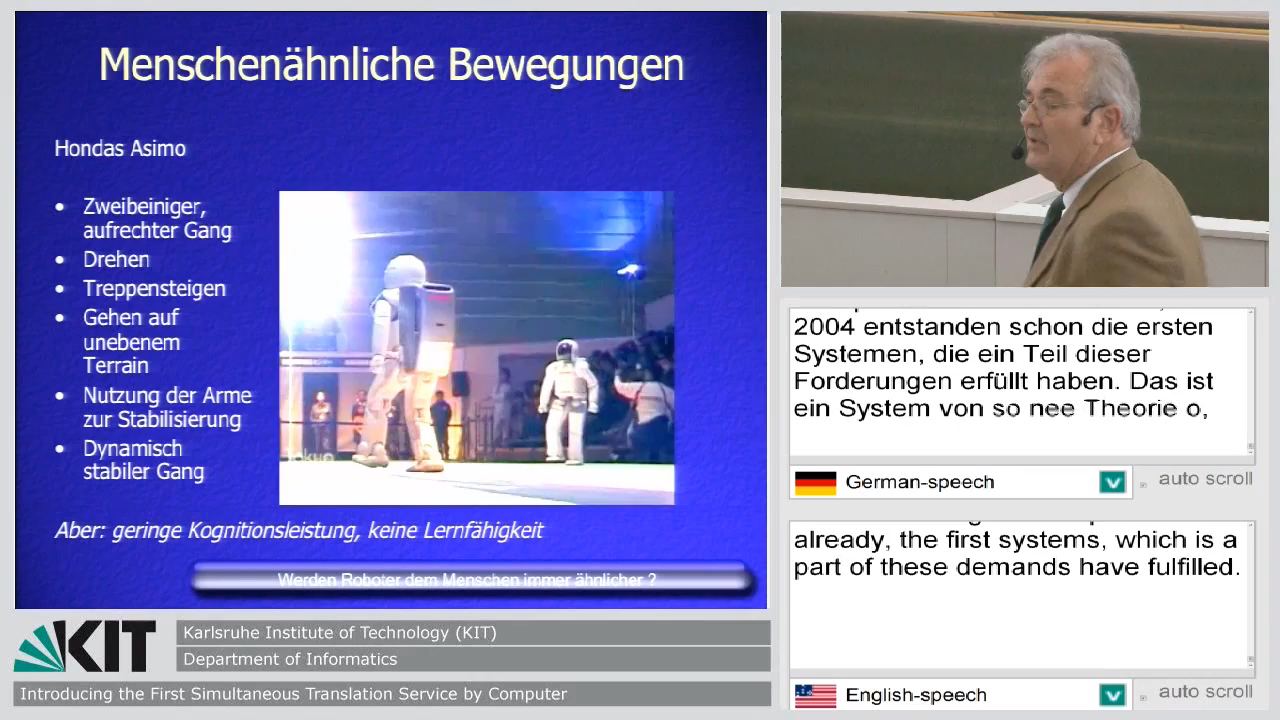 Menschenähnliche Bewegungen
Hondas Asimo
• Zweibeiniger,
aufrechter Gang
• Drehen
• Treppensteigen
• Gehen auf
unebenem
Terrain
• Nutzung der Arme
zur Stabilisierung
• Dynamisch
stabiler Gang
Aber: geringe Kognitionsleistung, keine Lernfähigkeit
Werden Roboter dem Menschen immer ähnlicher ?
KIT
Karlsruhe Institute of Technology (KIT)
Department of Informatics
Introducing the First Simultaneous Translation Service by Computer
2004 entstanden schon die ersten
Systemen, die ein Teil dieser
Forderungen erfüllt haben. Das ist
ein System von so nee Theorie o,
German-speech
auto scroll
already, the first systems, which is a
part of these demands have fulfilled.
English-speech
auto scroll